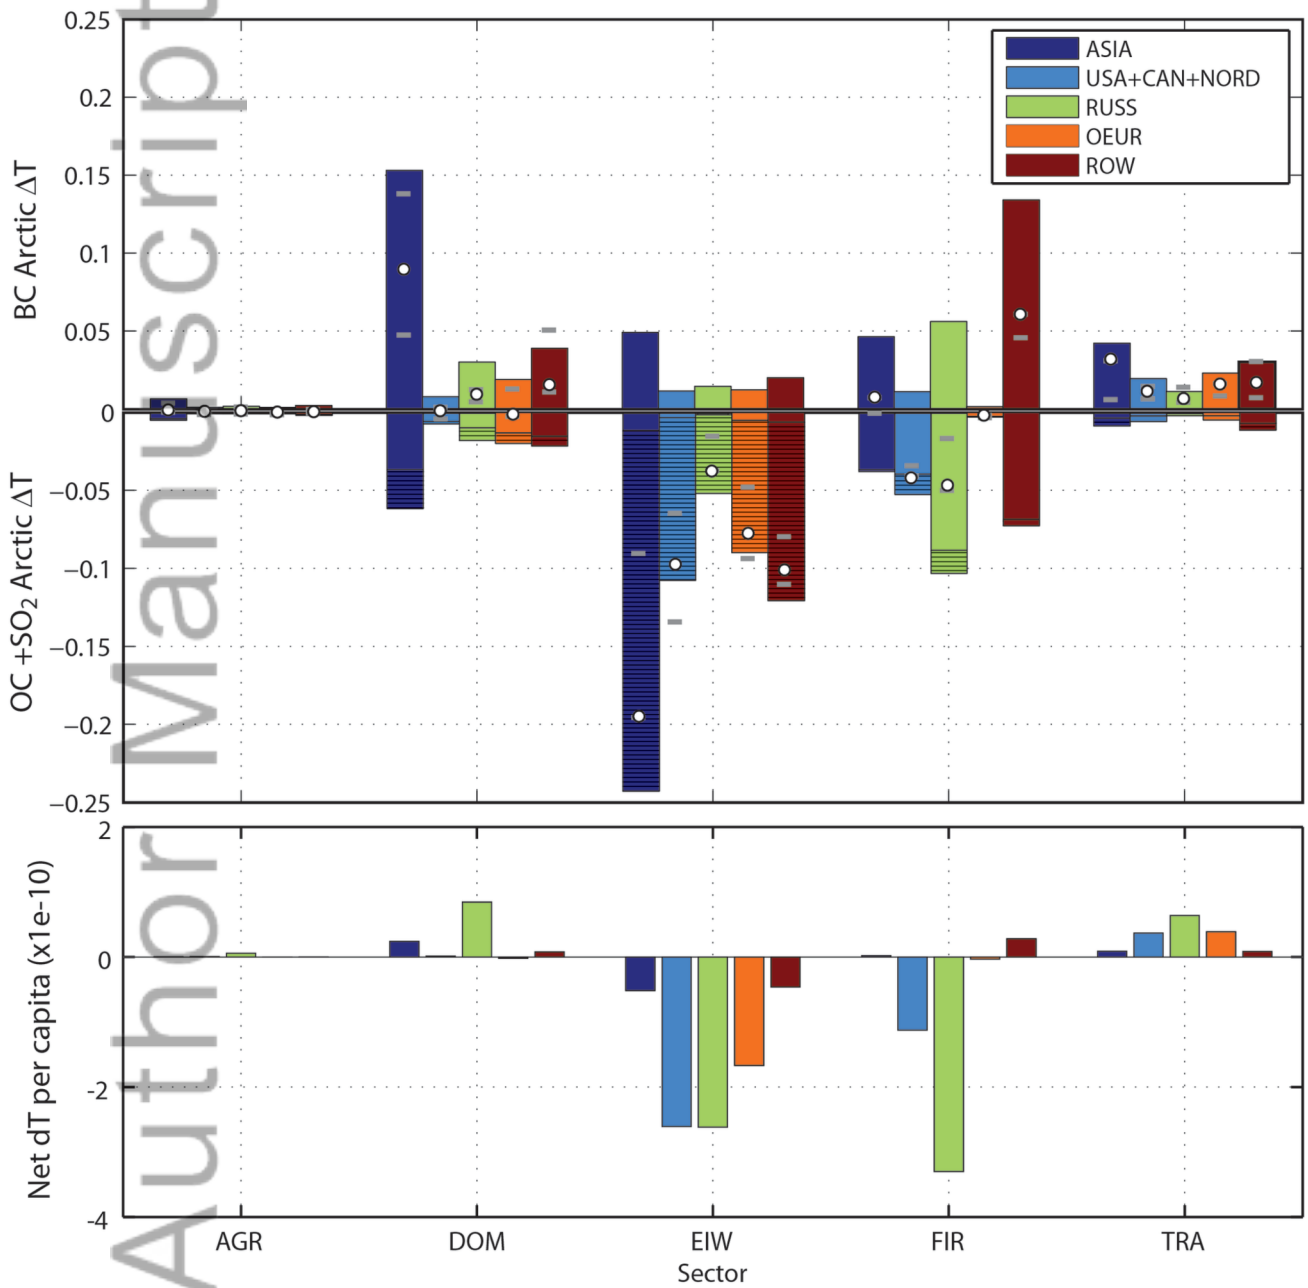 Author Manuscript
0.25
0.2
0.15
0.1
0.05
0
−0.05
−0.1
−0.15
−0.2
−0.25
BC Arctic ΔT
OC +SO₂ Arctic ΔT
ASIA
USA+CAN+NORD
RUSS
OEUR
ROW
2
0
-2
-4
Net dT per capita (x1e-10)
AGR DOM EIW FIR TRA
Sector